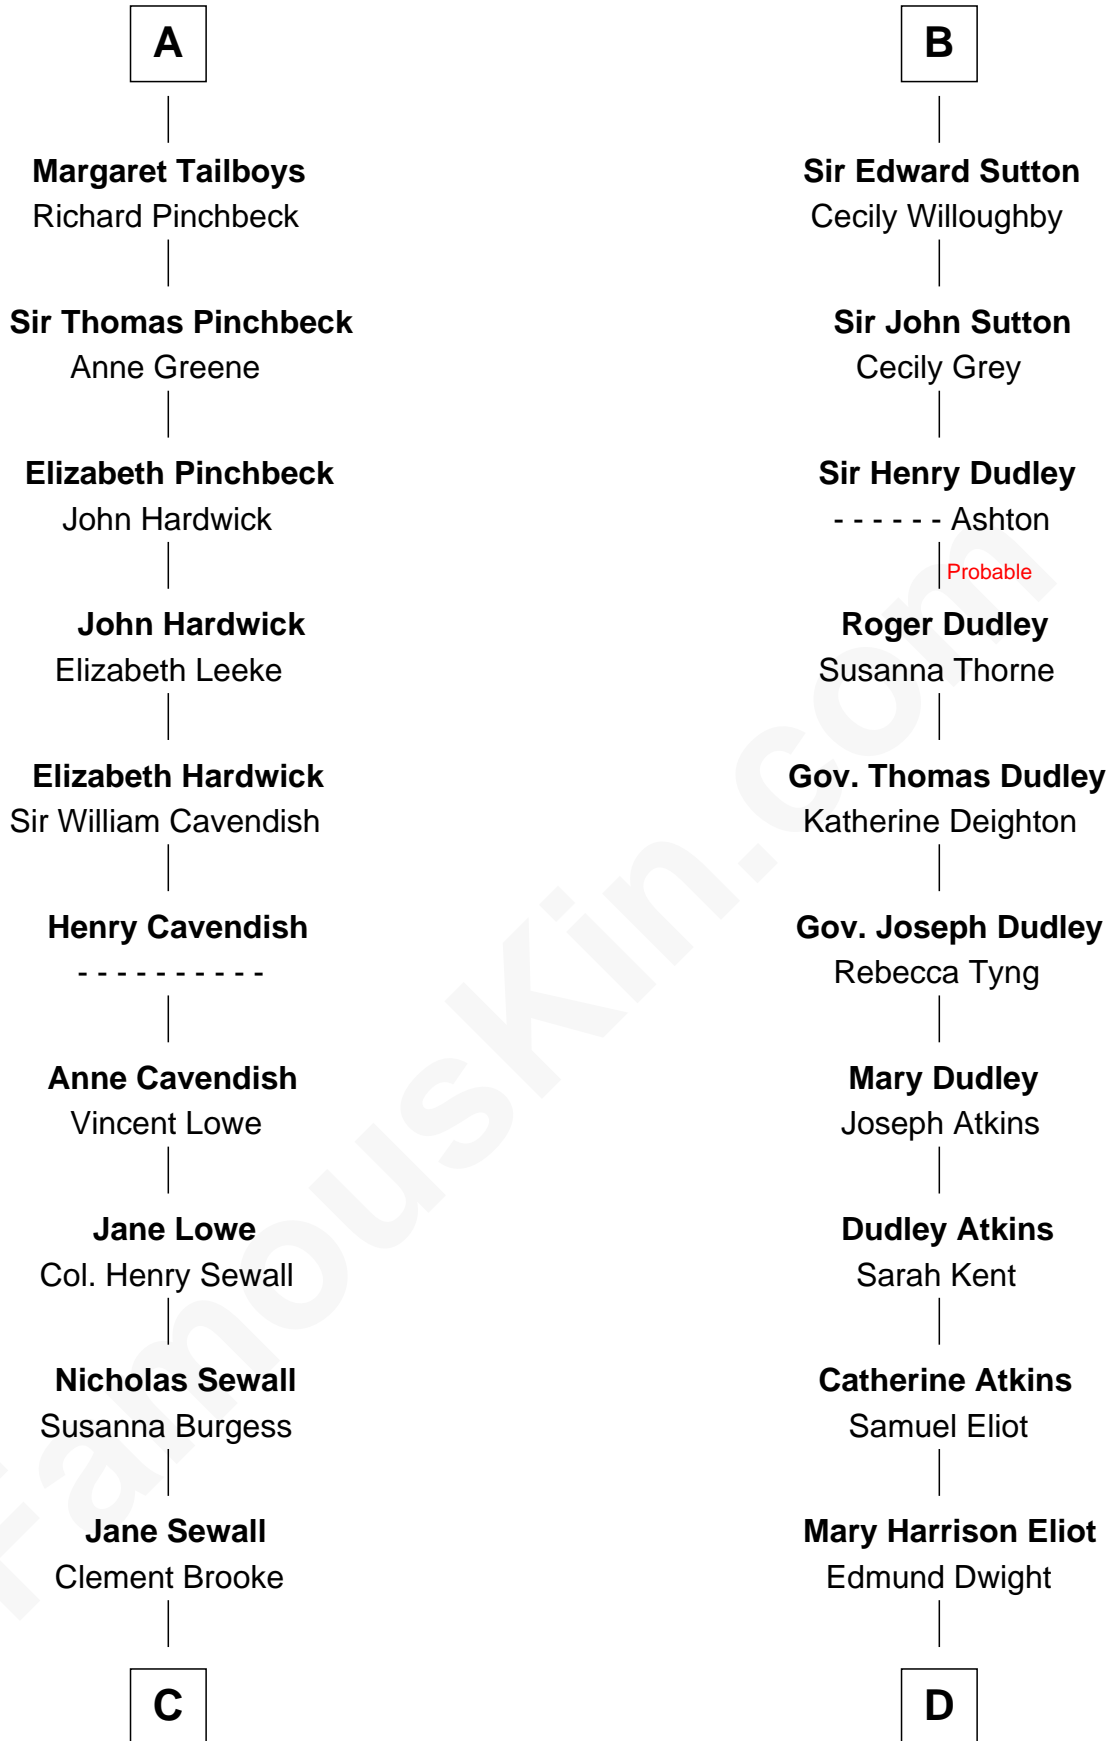 A
Margaret Tailboys
Richard Pinchbeck
Sir Thomas Pinchbeck
Anne Greene
Elizabeth Pinchbeck
John Hardwick
John Hardwick
Elizabeth Leeke
Elizabeth Hardwick
Sir William Cavendish
Henry Cavendish
- - - - - - - - - -
Anne Cavendish
Vincent Lowe
Jane Lowe
Col. Henry Sewall
Nicholas Sewall
Susanna Burgess
Jane Sewall
Clement Brooke
C
B
Sir Edward Sutton
Cecily Willoughby
Sir John Sutton
Cecily Grey
Sir Henry Dudley
- - - - - - Ashton
Probable
Roger Dudley
Susanna Thorne
Gov. Thomas Dudley
Katherine Deighton
Gov. Joseph Dudley
Rebecca Tyng
Mary Dudley
Joseph Atkins
Dudley Atkins
Sarah Kent
Catherine Atkins
Samuel Eliot
Mary Harrison Eliot
Edmund Dwight
D
FamousKin.com